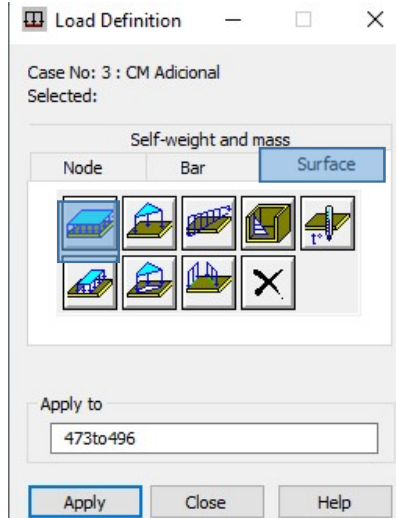 Load Definition
Case No: 3 : CM Adicional
Selected:
Self-weight and mass
Node Bar Surface
t°
Apply to
473to496
Apply Close Help